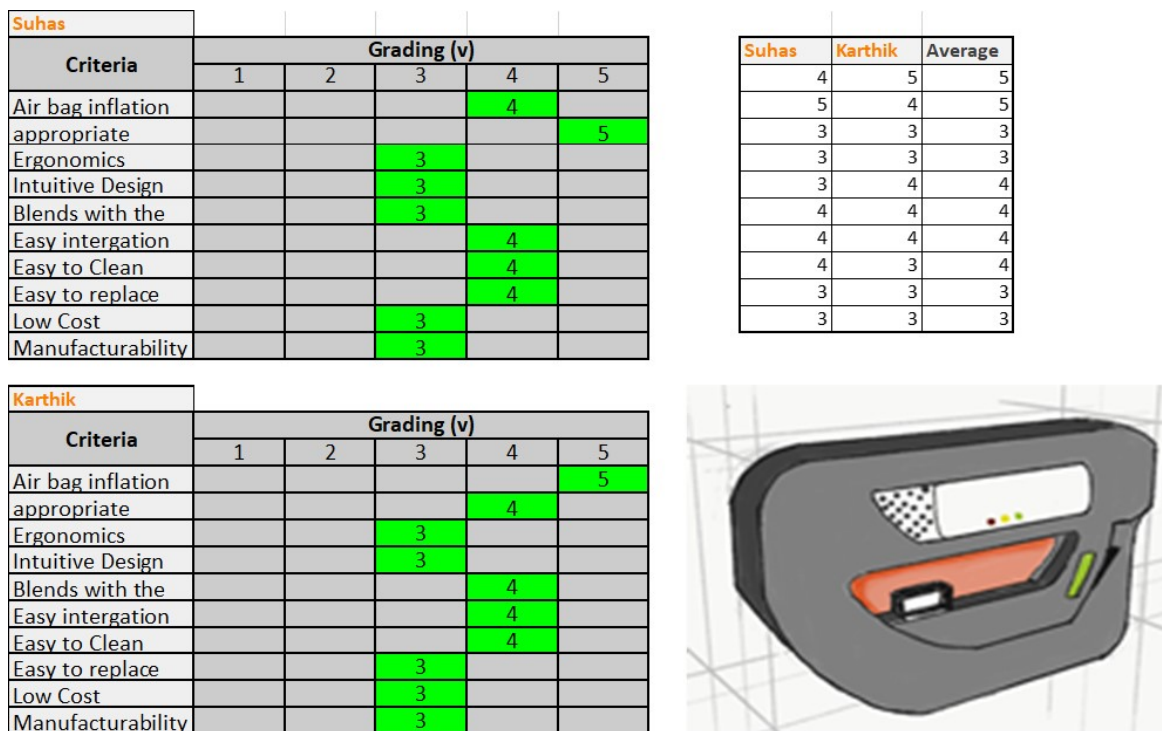 Suhas
Criteria Grading (v)
1 2 3 4 5
Air bag inflation 4
appropriate 5
Ergonomics 3
Intuitive Design 3
Blends with the 3
Easy intergation 4
Easy to Clean 4
Easy to replace 4
Low Cost 3
Manufacturability 3
Suhas Karthik Average
4 5 5
5 4 5
3 3 3
3 3 3
3 4 4
4 4 4
4 4 4
4 3 4
3 3 3
3 3 3
Karthik
Criteria Grading (v)
1 2 3 4 5
Air bag inflation 5
appropriate 4
Ergonomics 3
Intuitive Design 3
Blends with the 4
Easy intergation 4
Easy to Clean 4
Easy to replace 3
Low Cost 3
Manufacturability 3